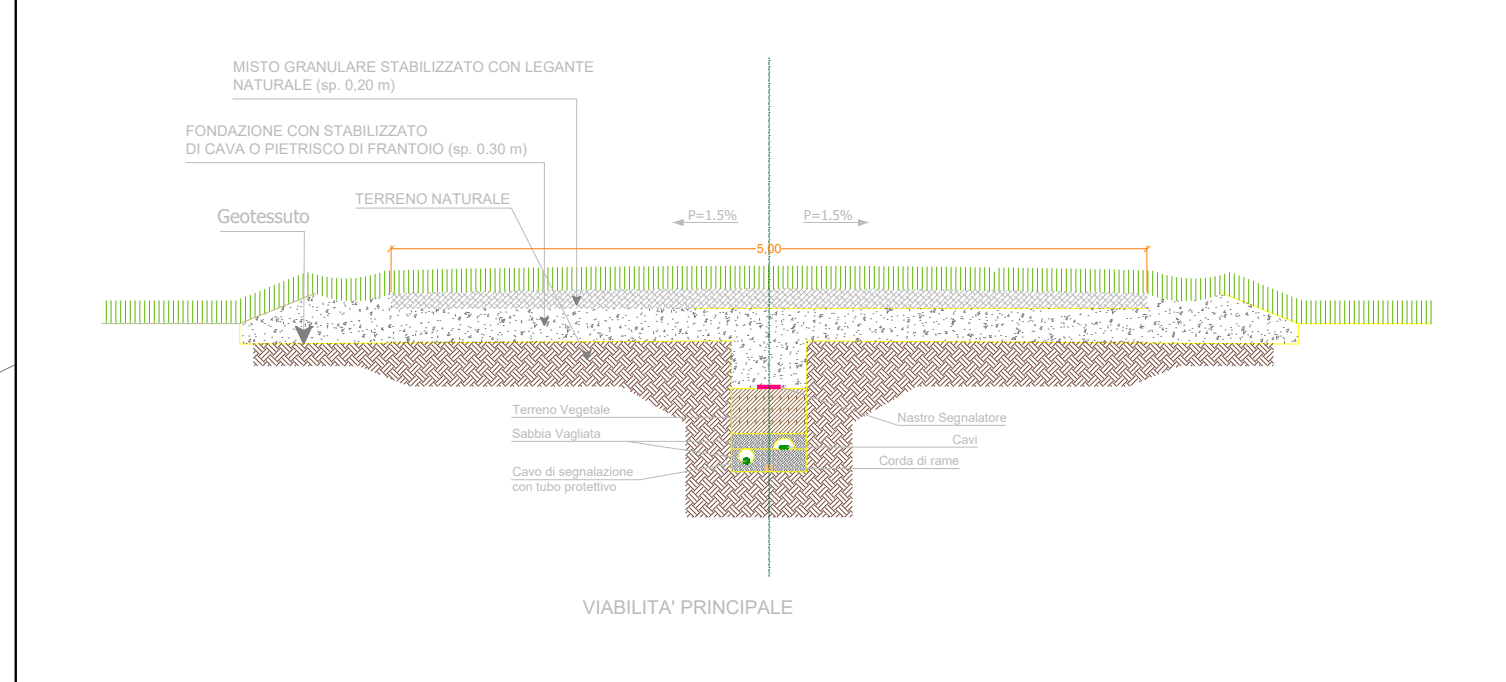 MISTO GRANULARE STABILIZZATO CON LEGANTE
NATURALE (sp. 0,20 m)
FONDAZIONE CON STABILIZZATO
DI CAVA O PIETRISCO DI FRANTOIO (sp. 0.30 m)
TERRENO NATURALE
Geotessuto
P=1.5%
P=1.5%
5,00
Terreno Vegetale
Sabbia Vagliata
Cavo di segnalazione
con tubo protettivo
Nastro Segnalatore
Cavi
Corda di rame
VIABILITA' PRINCIPALE